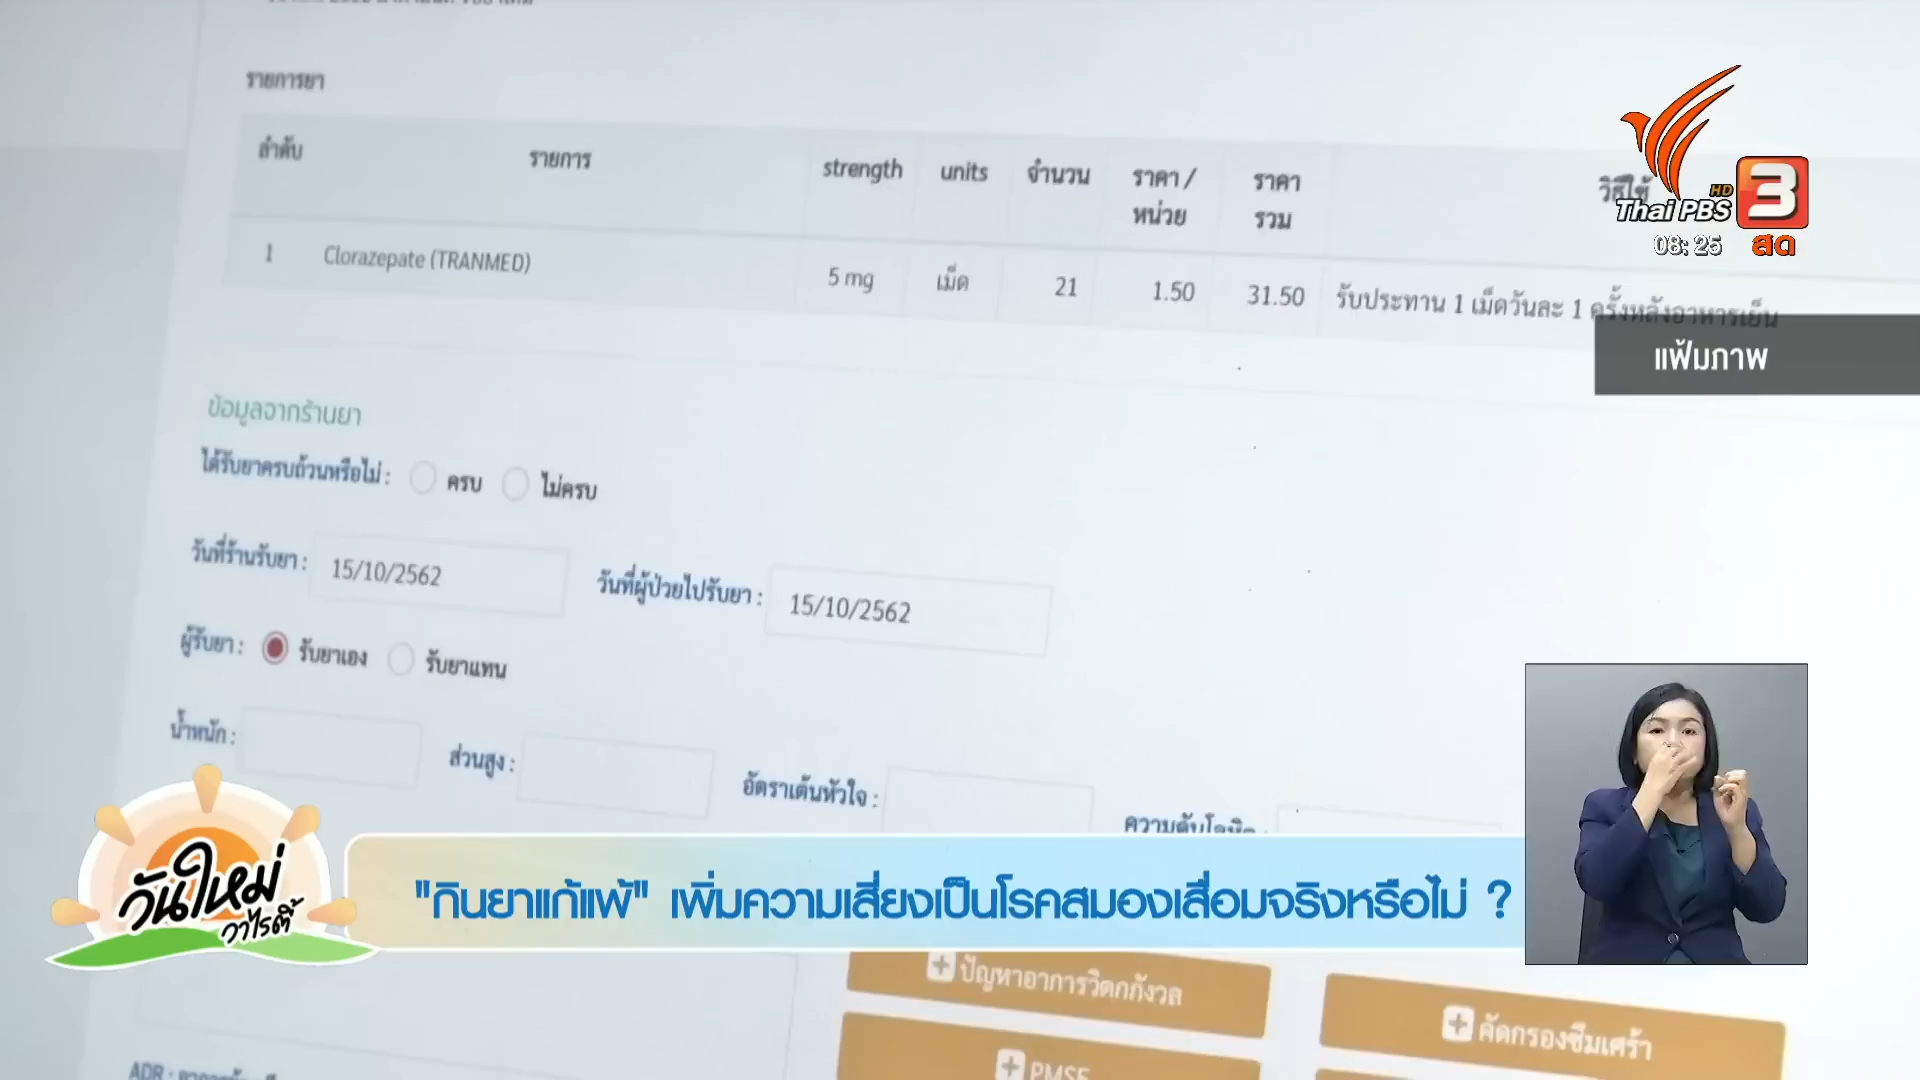 รายการยา
ลำดับ
รายการ
strength
units
จำนวน
ราคา /
หน่วย
ราคา
รวม
วิธีใช้
1
Clorazepate (TRANMED)
5 mg
เม็ด
21
1.50
31.50
รับประทาน 1 เม็ดวันละ 1 ครั้งหลังอาหารเย็น
HD
Thai PBS
3
08:25
สด
แฟ้มภาพ
ข้อมูลจากร้านยา
ได้รับยาครบถ้วนหรือไม่ :
ครบ
ไม่ครบ
วันที่ร้านรับยา :
15/10/2562
วันที่ผู้ป่วยไปรับยา :
15/10/2562
ผู้รับยา :
รับยาเอง
รับยาแทน
น้ำหนัก :
ส่วนสูง :
อัตราเต้นหัวใจ :
วันใหม่
วาไรตี้
"กินยาแก้แพ้" เพิ่มความเสี่ยงเป็นโรคสมองเสื่อมจริงหรือไม่ ?
ปัญหาอาการวิตกกังวล
คัดกรองซึมเศร้า